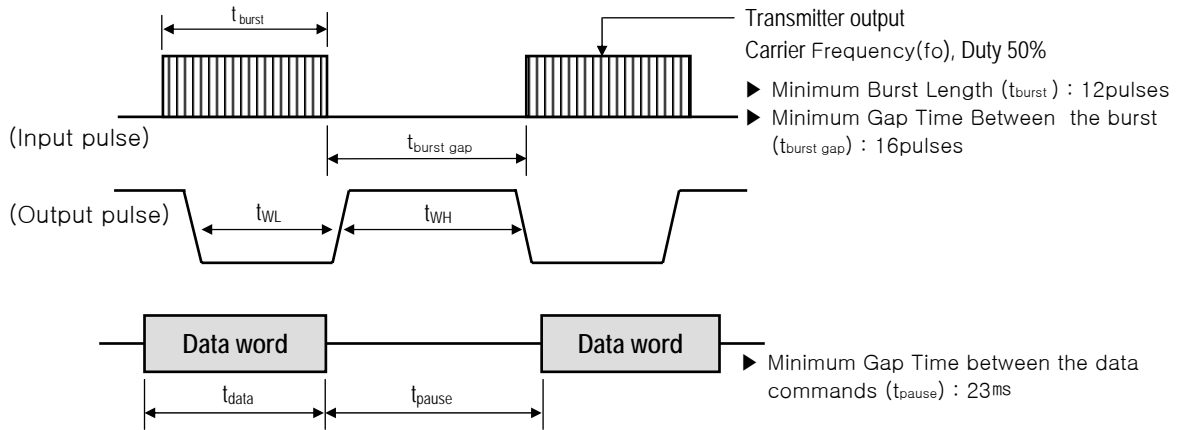 t burst
Transmitter output
Carrier Frequency(fo), Duty 50%
▶ Minimum Burst Length (tburst) : 12pulses
▶ Minimum Gap Time Between the burst
(tburst gap) : 16pulses
(Input pulse)
tburst gap
(Output pulse)
tWL
tWH
Data word
Data word
▶ Minimum Gap Time between the data
commands (tpause) : 23ms
tdata
tpause